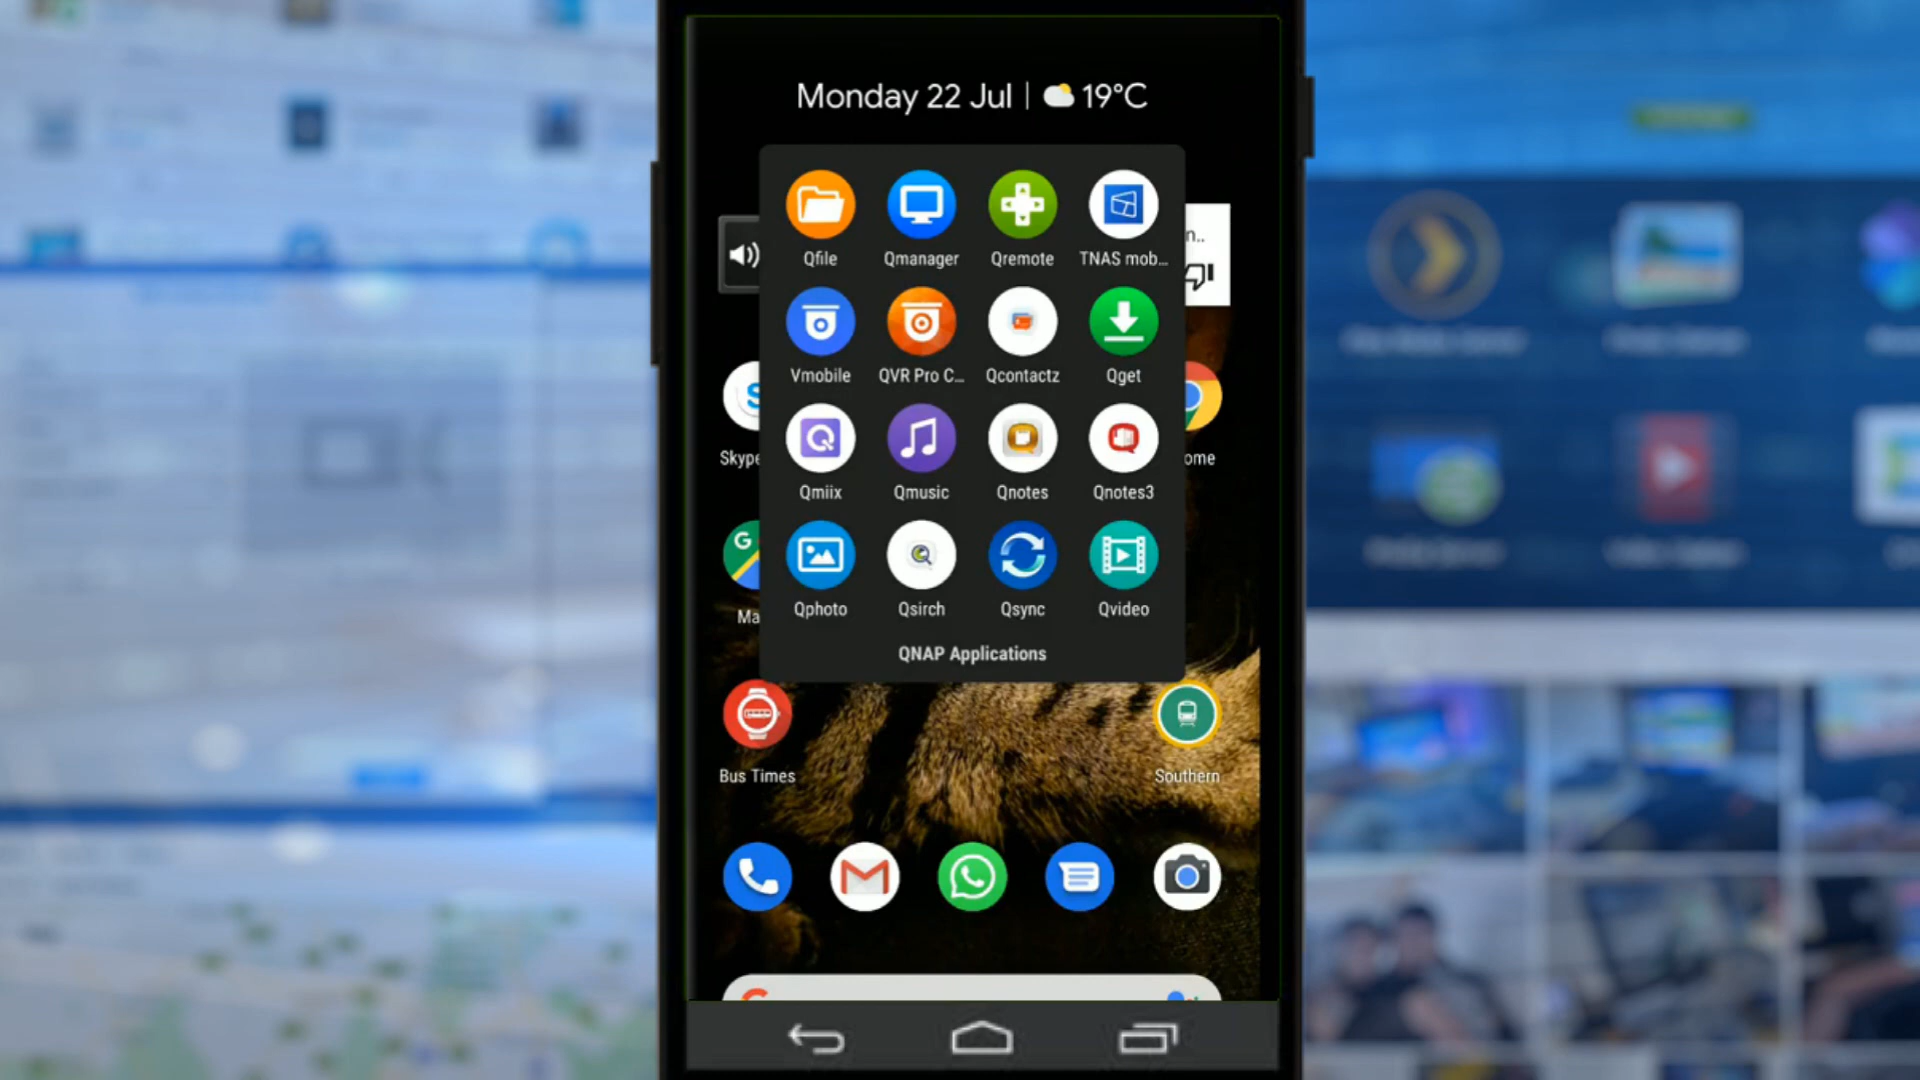 Monday 22 Jul | 19°C
Qfile Qmanager Qremote TNAS mob...
n..
Vmobile QVR Pro C... Qcontactz Qget
Skype ome
Qmiix Qmusic Qnotes Qnotes3
G
Ma
Qphoto Qsirch Qsync Qvideo
QNAP Applications
Bus Times Southern